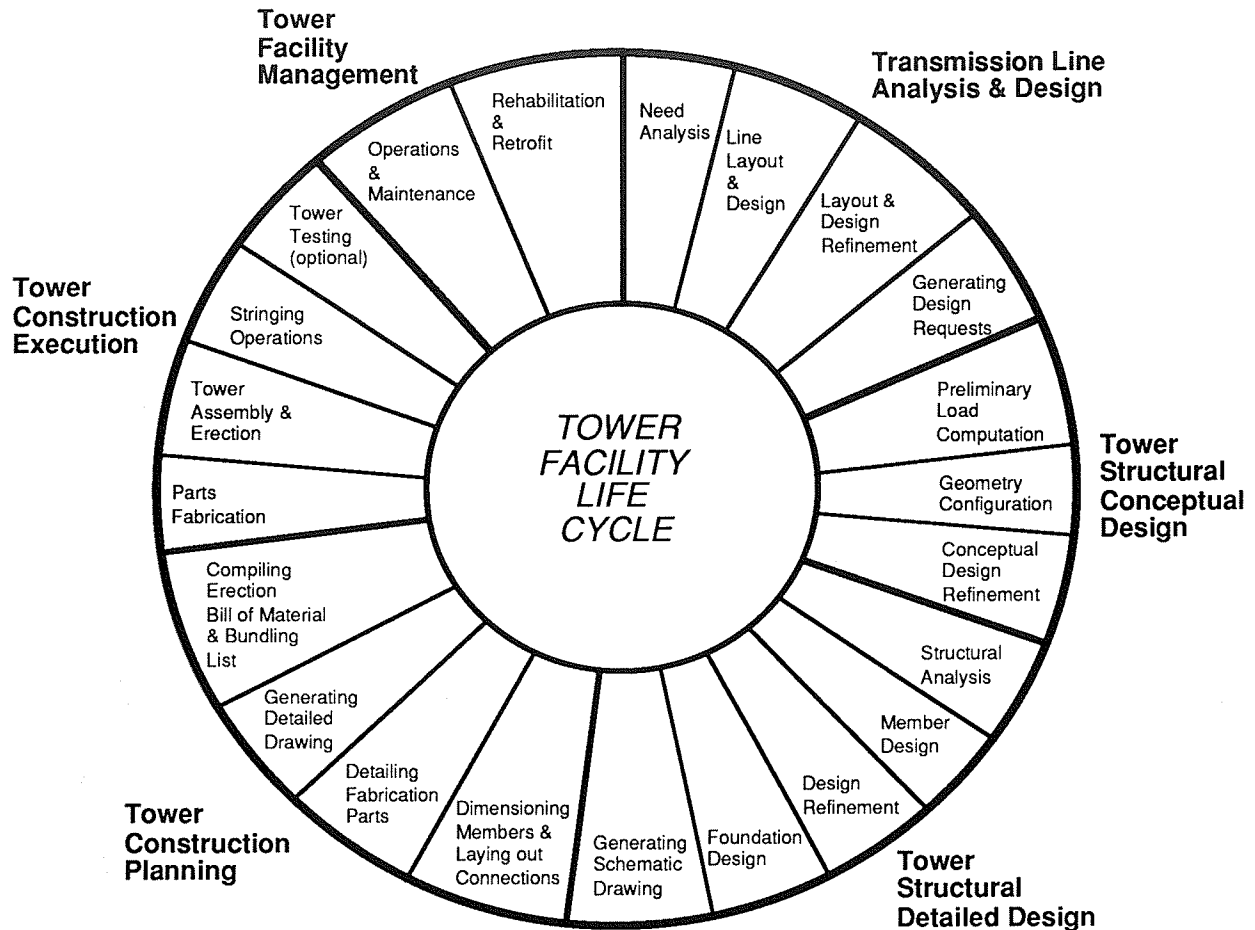 Tower
Facility
Management
Transmission Line
Analysis & Design
Tower
Structural
Conceptual
Design
Tower
Structural
Detailed Design
Tower
Construction
Planning
Tower
Construction
Execution
TOWER
FACILITY
LIFE
CYCLE
Need
Analysis
Line
Layout
&
Design
Layout &
Design
Refinement
Generating
Design
Requests
Preliminary
Load
Computation
Geometry
Configuration
Conceptual
Design
Refinement
Structural
Analysis
Member
Design
Design
Refinement
Foundation
Design
Generating
Schematic
Drawing
Dimensioning
Members &
Laying out
Connections
Detailing
Fabrication
Parts
Generating
Detailed
Drawing
Compiling
Erection
Bill of Material
& Bundling
List
Parts
Fabrication
Tower
Assembly &
Erection
Stringing
Operations
Tower
Testing
(optional)
Operations
&
Maintenance
Rehabilitation
&
Retrofit